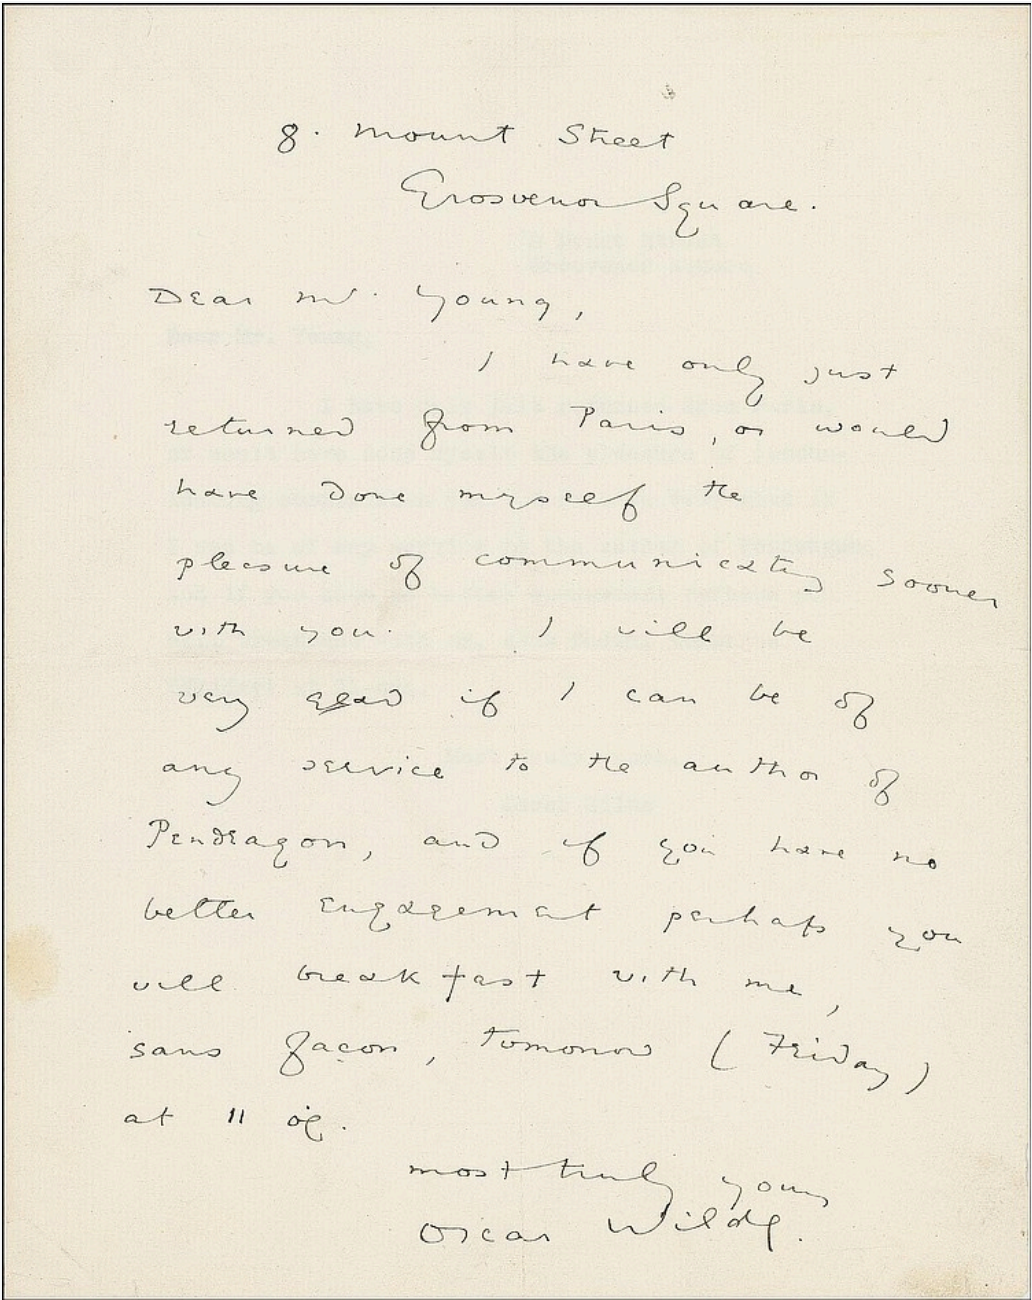 8. Mount Street
Grosvenor Square.
Dear Mr. Young,
I have only just
returned from Paris, or would
have done myself the
pleasure of communicating sooner
with you. I will be
very glad if I can be of
any service to the author of
Pendragon, and if you have no
better engagement perhaps you
will breakfast with me,
sans façon, tomorrow (Friday)
at 11 o'c.
most truly yours
Oscar Wilde.